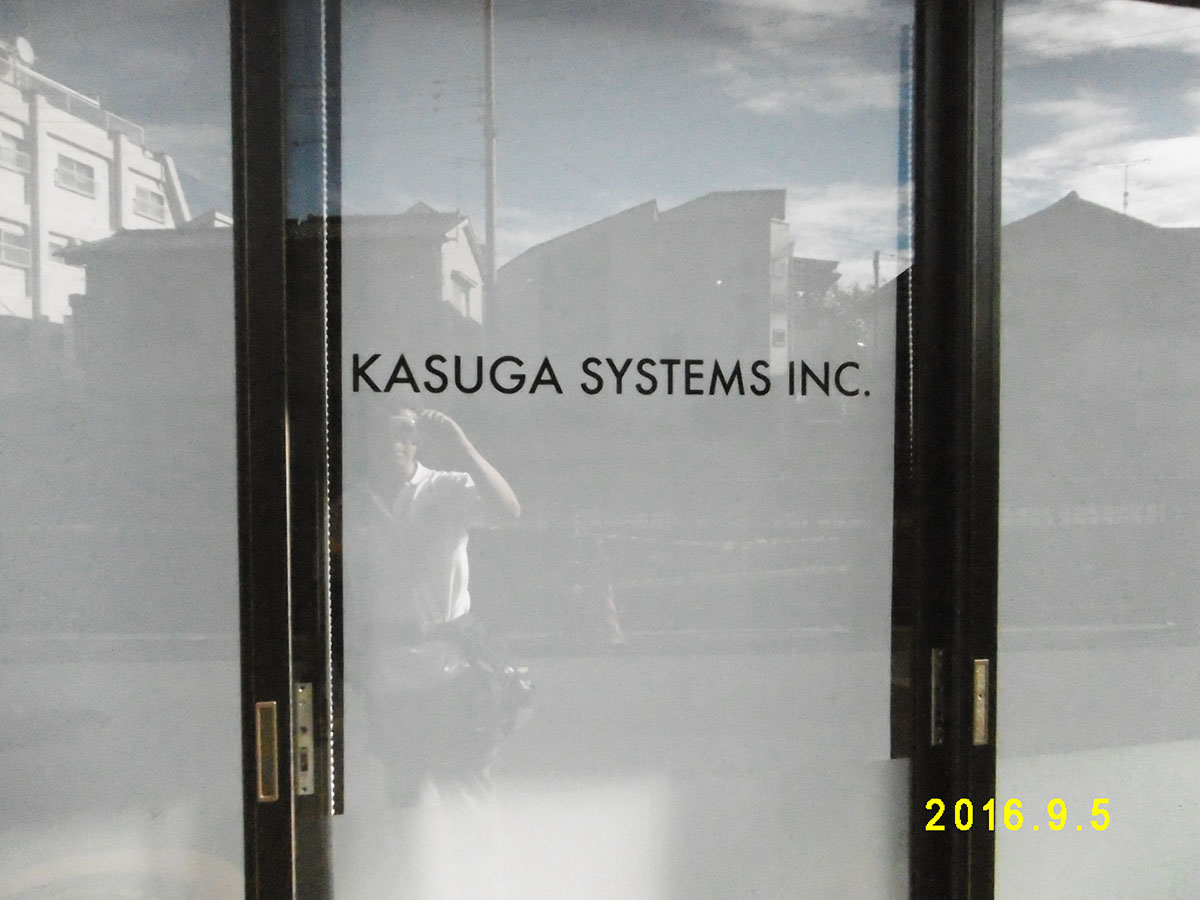 KASUGA SYSTEMS INC.
2016.9.5